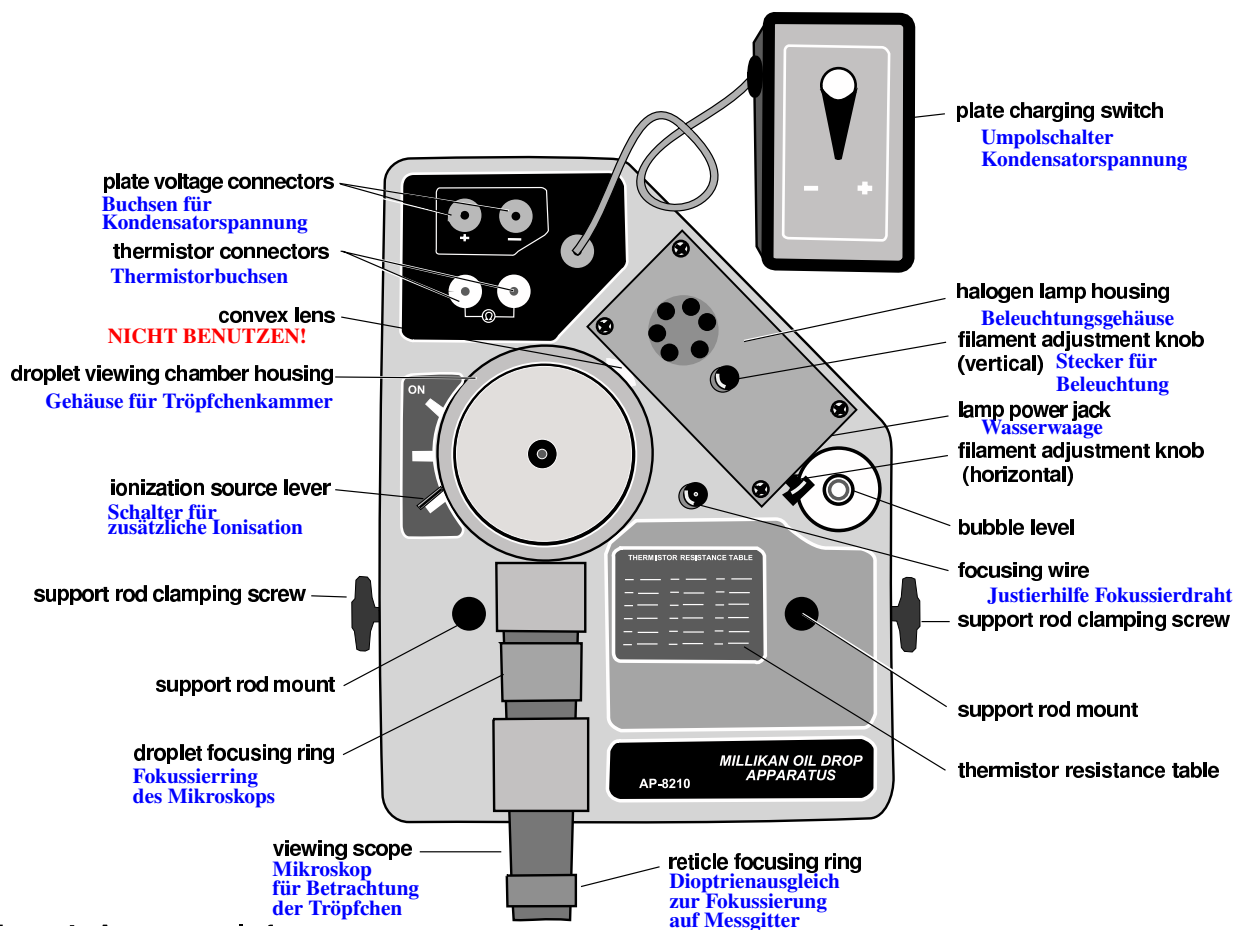 plate charging switch
Umpolschalter
Kondensatorspannung
−
+
plate voltage connectors
Buchsen für
Kondensatorspannung
+
−
thermistor connectors
Thermistorbuchsen
Ω
convex lens
NICHT BENUTZEN!
droplet viewing chamber housing
Gehäuse für Tröpfchenkammer
ON
ionization source lever
Schalter für
zusätzliche Ionisation
support rod clamping screw
support rod mount
droplet focusing ring
Fokussierring
des Mikroskops
viewing scope
Mikroskop
für Betrachtung
der Tröpfchen
reticle focusing ring
Dioptrienausgleich
zur Fokussierung
auf Messgitter
halogen lamp housing
Beleuchtungsgehäuse
filament adjustment knob
(vertical)
Stecker für
Beleuchtung
lamp power jack
Wasserwaage
filament adjustment knob
(horizontal)
bubble level
focusing wire
Justierhilfe Fokussierdraht
support rod clamping screw
support rod mount
thermistor resistance table
THERMISTOR RESISTANCE TABLE
MILLIKAN OIL DROP
APPARATUS
AP-8210